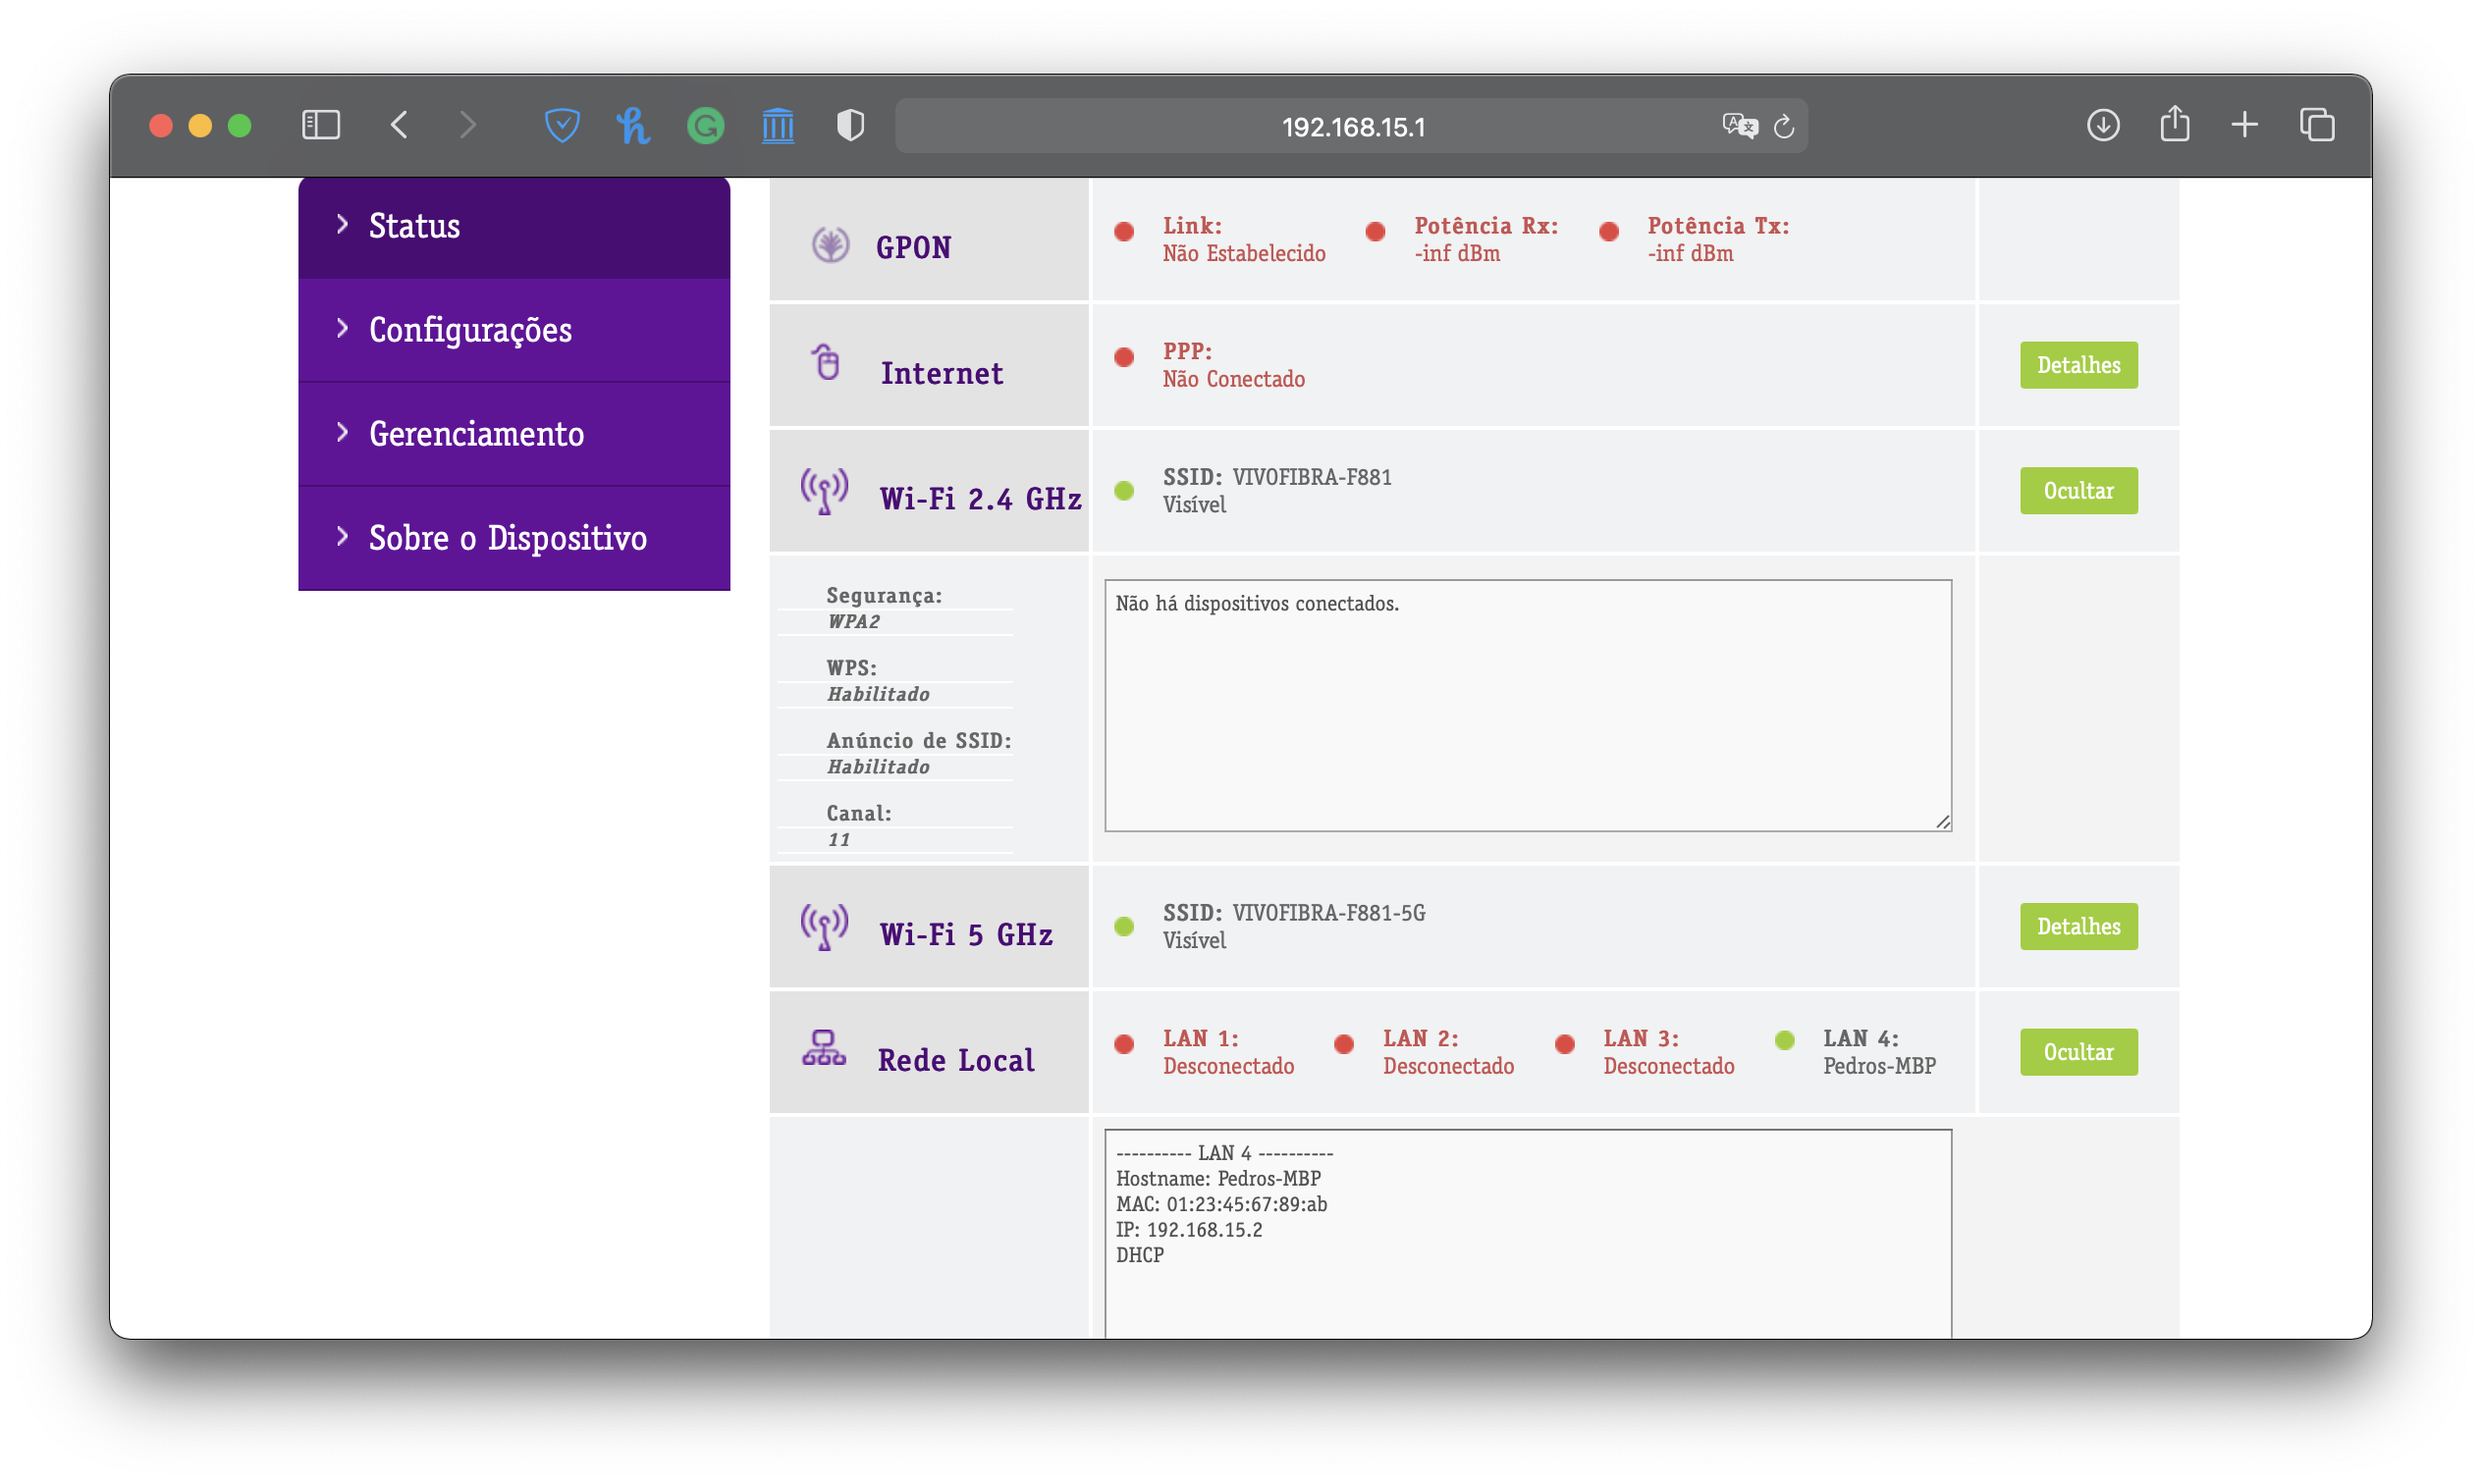 192.168.15.1
Status
Configurações
Gerenciamento
Sobre o Dispositivo
GPON
Link:
Não Estabelecido
Potência Rx:
-inf dBm
Potência Tx:
-inf dBm
Internet
PPP:
Não Conectado
Detalhes
Wi-Fi 2.4 GHz
SSID: VIVOFIBRA-F881
Visível
Ocultar
Segurança:
WPA2
WPS:
Habilitado
Anúncio de SSID:
Habilitado
Canal:
11
Não há dispositivos conectados.
Wi-Fi 5 GHz
SSID: VIVOFIBRA-F881-5G
Visível
Detalhes
Rede Local
LAN 1:
Desconectado
LAN 2:
Desconectado
LAN 3:
Desconectado
LAN 4:
Pedros-MBP
Ocultar
---------- LAN 4 ----------
Hostname: Pedros-MBP
MAC: 01:23:45:67:89:ab
IP: 192.168.15.2
DHCP